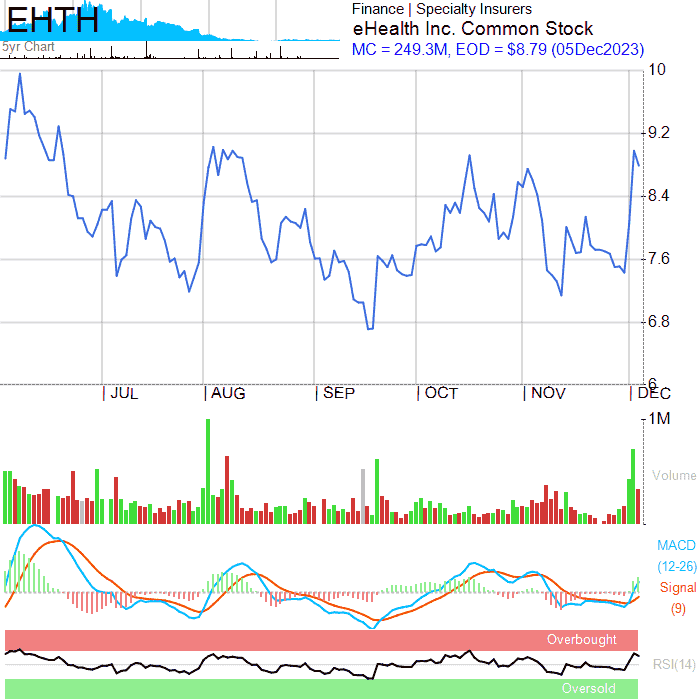 EHTH
5yr Chart
Finance | Specialty Insurers
eHealth Inc. Common Stock
MC = 249.3M, EOD = $8.79 (05Dec2023)
10
9.2
8.4
7.6
6.8
6
JUL AUG SEP OCT NOV DEC
1M
Volume
MACD
(12-26)
Signal
(9)
Overbought
RSI(14)
Oversold